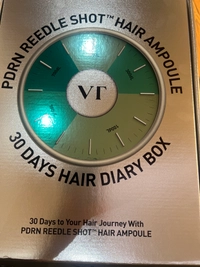 PDRN REEDLE SHOT™ HAIR AMPOULE
VT
30 DAYS HAIR DIARY BOX
30 Days to Your Hair Journey With
PDRN REEDLE SHOT™ HAIR AMPOULE